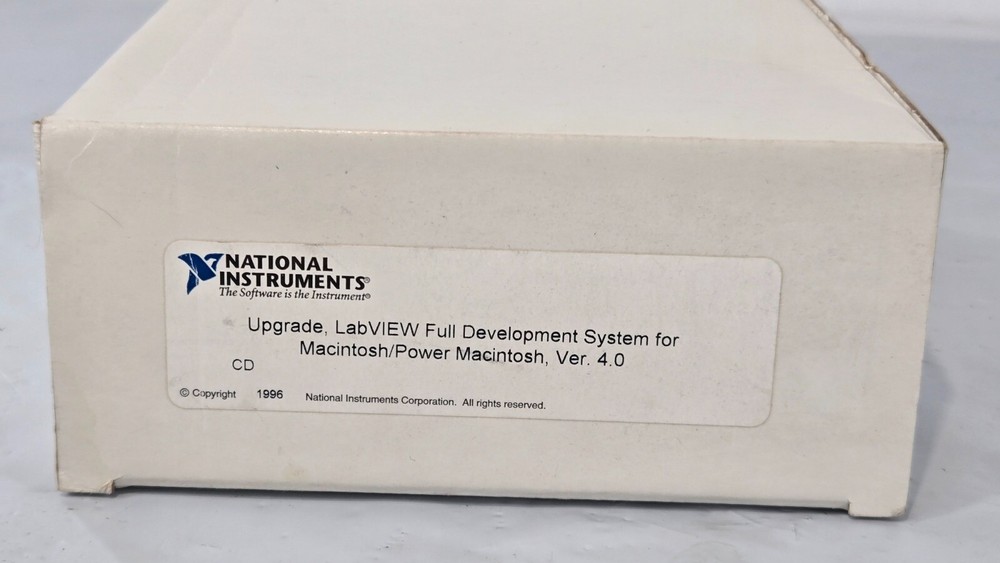 NATIONAL
INSTRUMENTS®
The Software is the Instrument®
Upgrade, LabVIEW Full Development System for
Macintosh/Power Macintosh, Ver. 4.0
CD
© Copyright 1996 National Instruments Corporation. All rights reserved.